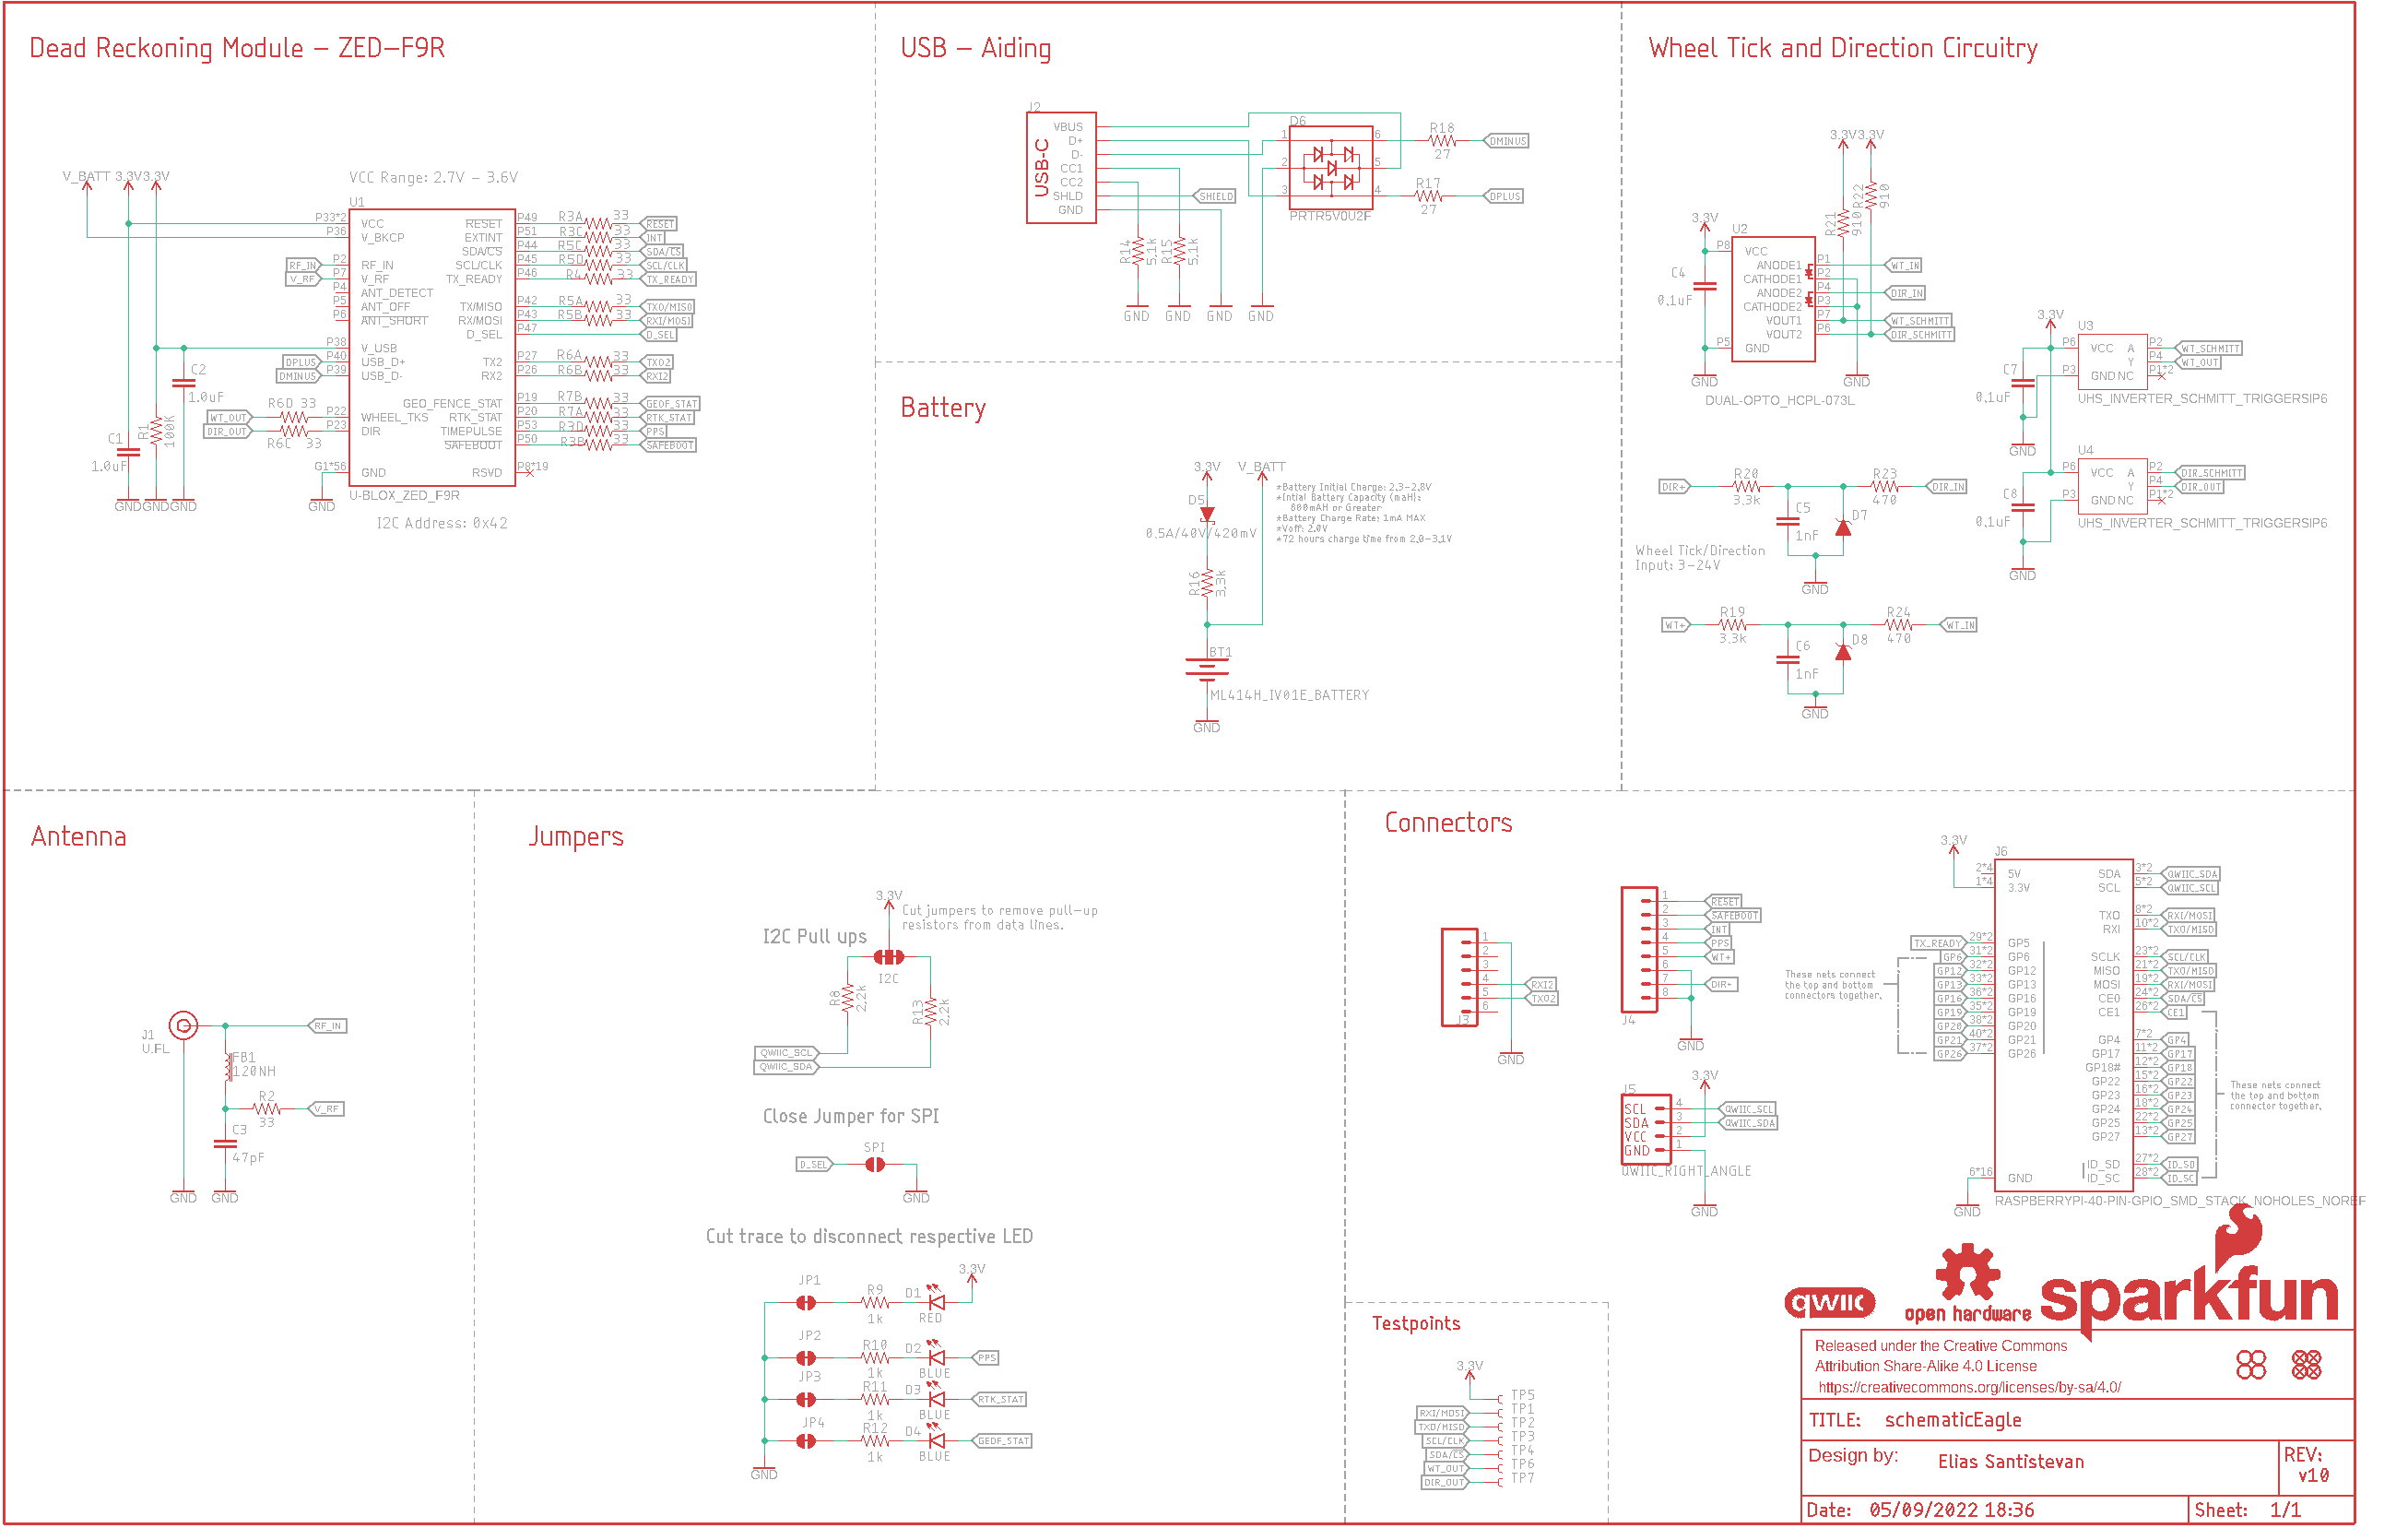 Dead Reckoning Module - ZED-F9R
V_BATT 3.3V 3.3V
VCC Range: 2.7V - 3.6V
U1
P33*2 VCC RESET P49 R3A 33 RESET
P36 V_BCKP EXTINT P51 R3C 33 INT
SDA/CS P44 R5C 33 SDA/CS
RF_IN P2 RF_IN SCL/CLK P45 R5D 33 SCL/CLK
V_RF P7 V_RF TX_READY P46 R4 33 TX_READY
P4 ANT_DETECT
P5 ANT_OFF TX/MISO P42 R5A 33 TXO/MISO
P6 ANT_SHORT RX/MOSI P43 R5B 33 RXI/MOSI
D_SEL P47 D_SEL
P38 V_USB
DPLUS P40 USB_D+ TX2 P27 R6A 33 TXO2
DMINUS P39 USB_D- RX2 P26 R6B 33 RXI2
C2
1.0uF
GEO_FENCE_STAT P19 R7B 33 GEOF_STAT
WT_OUT R6D 33 P22 WHEEL_TKS RTK_STAT P20 R7A 33 RTK_STAT
DIR_OUT R6C 33 P23 DIR TIMEPULSE P53 R3D 33 PPS
SAFEBOOT P50 R3B 33 SAFEBOOT
C1
1.0uF
R1
100K
G1*56 GND RSVD P8*19
GND GND GND GND
U-BLOX_ZED_F9R
I2C Address: 0x42
USB - Aiding
J2
USB-C
VBUS
D+
D-
CC1
CC2
SHLD
GND
SHIELD
D6
1 6
2 5
3 4
PRTR5V0U2F
R18
27
DMINUS
R17
27
DPLUS
R14
5.1k
R15
5.1k
GND GND GND GND
Battery
3.3V V_BATT
D5
0.5A/40V/420mV
R16
3.3k
BT1
ML414H_IV01E_BATTERY
GND
*Battery Initial Charge: 2.3-2.8V
*Intial Battery Capacity (maH):
800mAH or Greater
*Battery Charge Rate: 1mA MAX
*Voff: 2.0V
*72 hours charge time from 2.0-3.1V
Wheel Tick and Direction Circuitry
3.3V 3.3V
R21
910
R22
910
3.3V
U2
P8 VCC
ANODE1 P1 WT_IN
CATHODE1 P2
ANODE2 P4 DIR_IN
CATHODE2 P3
VOUT1 P7 WT_SCHMITT
VOUT2 P6 DIR_SCHMITT
P5 GND
C4
0.1uF
GND GND
DUAL-OPTO_HCPL-073L
3.3V
U3
P6 VCC A P2 WT_SCHMITT
Y P4 WT_OUT
P3 GND NC P1*2
C7
0.1uF
UHS_INVERTER_SCHMITT_TRIGGERSIP6
GND
U4
P6 VCC A P2 DIR_SCHMITT
Y P4 DIR_OUT
P3 GND NC P1*2
C8
0.1uF
UHS_INVERTER_SCHMITT_TRIGGERSIP6
GND
DIR+ R20 3.3k R23 470 DIR_IN
C5
1nF
D7
GND
Wheel Tick/Direction
Input: 3-24V
WT+ R19 3.3k R24 470 WT_IN
C6
1nF
D8
GND
Antenna
J1
U.FL
RF_IN
FB1
120NH
R2
33
V_RF
C3
47pF
GND GND
Jumpers
3.3V
Cut jumpers to remove pull-up
resistors from data lines.
I2C Pull ups
I2C
R8
2.2k
R13
2.2k
QWIIC_SCL
QWIIC_SDA
Close Jumper for SPI
SPI
D_SEL
GND
Cut trace to disconnect respective LED
3.3V
JP1 R9 1k D1 RED
JP2 R10 1k D2 BLUE PPS
JP3 R11 1k D3 BLUE RTK_STAT
JP4 R12 1k D4 BLUE GEOF_STAT
GND
Connectors
1
2
3
4 RXI2
5 TXO2
6
J3
GND
1 RESET
2 SAFEBOOT
3 INT
4 PPS
5 WT+
6
7 DIR+
8
J4
GND
3.3V
J5
SCL 4 QWIIC_SCL
SDA 3 QWIIC_SDA
VCC 2
GND 1
QWIIC_RIGHT_ANGLE
GND
3.3V
J6
2*4 5V SDA 3*2 QWIIC_SDA
1*4 3.3V SCL 5*2 QWIIC_SCL
TXO 8*2 RXI/MOSI
RXI 10*2 TXO/MISO
TX_READY 29*2 GP5
GP6 31*2 GP6 SCLK 23*2 SCL/CLK
GP12 32*2 GP12 MISO 21*2 TXO/MISO
GP13 33*2 GP13 MOSI 19*2 RXI/MOSI
GP16 36*2 GP16 CE0 24*2 SDA/CS
GP19 35*2 GP19 CE1 26*2 CE1
GP20 38*2 GP20
GP21 40*2 GP21 GP4 7*2 GP4
GP26 37*2 GP26 GP17 11*2 GP17
GP18# 12*2 GP18
GP22 15*2 GP22
GP23 16*2 GP23
GP24 18*2 GP24
GP25 22*2 GP25
GP27 13*2 GP27
ID_SD 27*2 ID_SD
6*16 GND ID_SC 28*2 ID_SC
These nets connect
the top and bottom
connectors together.
These nets connect
the top and bottom
connector together.
GND
RASPBERRYPI-40-PIN-GPIO_SMD_STACK_NOHOLES_NOREF
Testpoints
3.3V
TP5
RXI/MOSI TP1
TXO/MISO TP2
SCL/CLK TP3
SDA/CS TP4
WT_OUT TP6
DIR_OUT TP7
qwiic
open hardware
sparkfun
Released under the Creative Commons
Attribution Share-Alike 4.0 License
https://creativecommons.org/licenses/by-sa/4.0/
TITLE: schematicEagle
Design by: Elias Santistevan
REV:
v10
Date: 05/09/2022 18:36
Sheet: 1/1